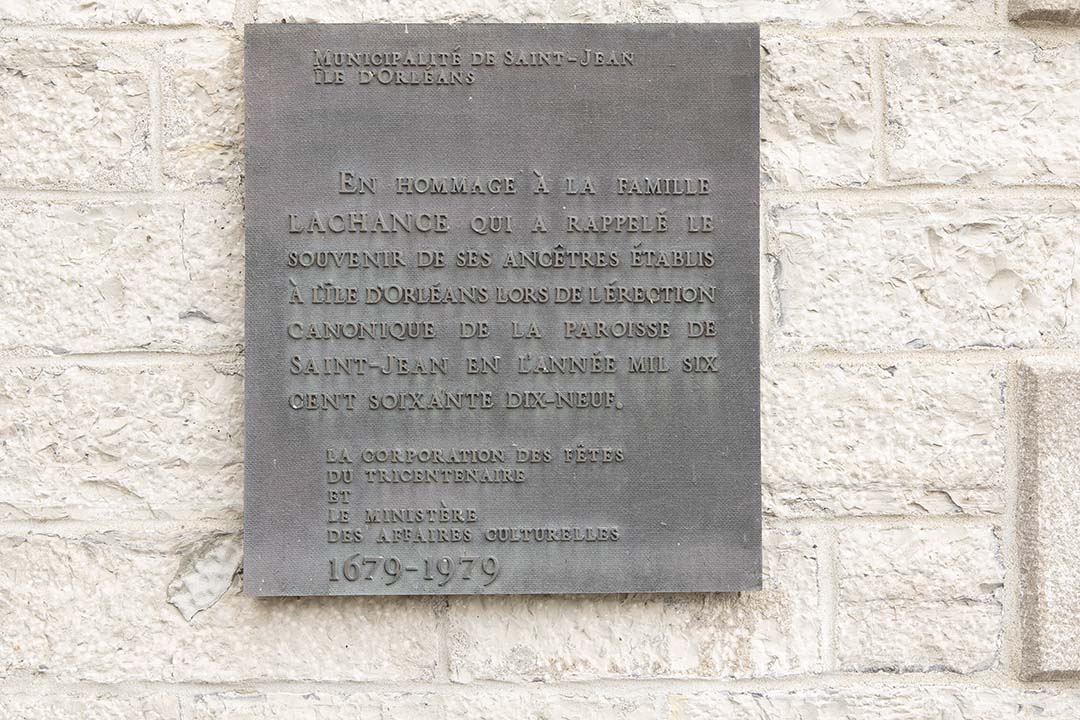 MUNICIPALITÉ DE SAINT-JEAN
ÎLE D'ORLÉANS
EN HOMMAGE À LA FAMILLE
LACHANCE QUI A RAPPELÉ LE
SOUVENIR DE SES ANCÊTRES ÉTABLIS
À L'ÎLE D'ORLÉANS LORS DE L'ÉRECTION
CANONIQUE DE LA PAROISSE DE
SAINT-JEAN EN L'ANNÉE MIL SIX
CENT SOIXANTE DIX-NEUF.
LA CORPORATION DES FÊTES
DU TRICENTENAIRE
ET
LE MINISTÈRE
DES AFFAIRES CULTURELLES
1679-1979